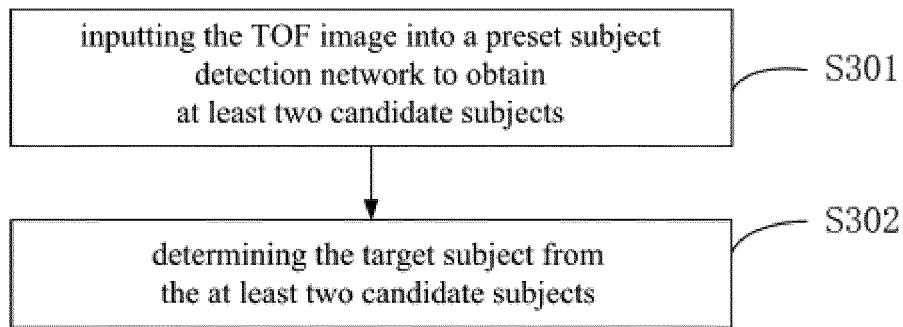 inputting the TOF image into a preset subject
detection network to obtain
at least two candidate subjects
S301
determining the target subject from
the at least two candidate subjects
S302